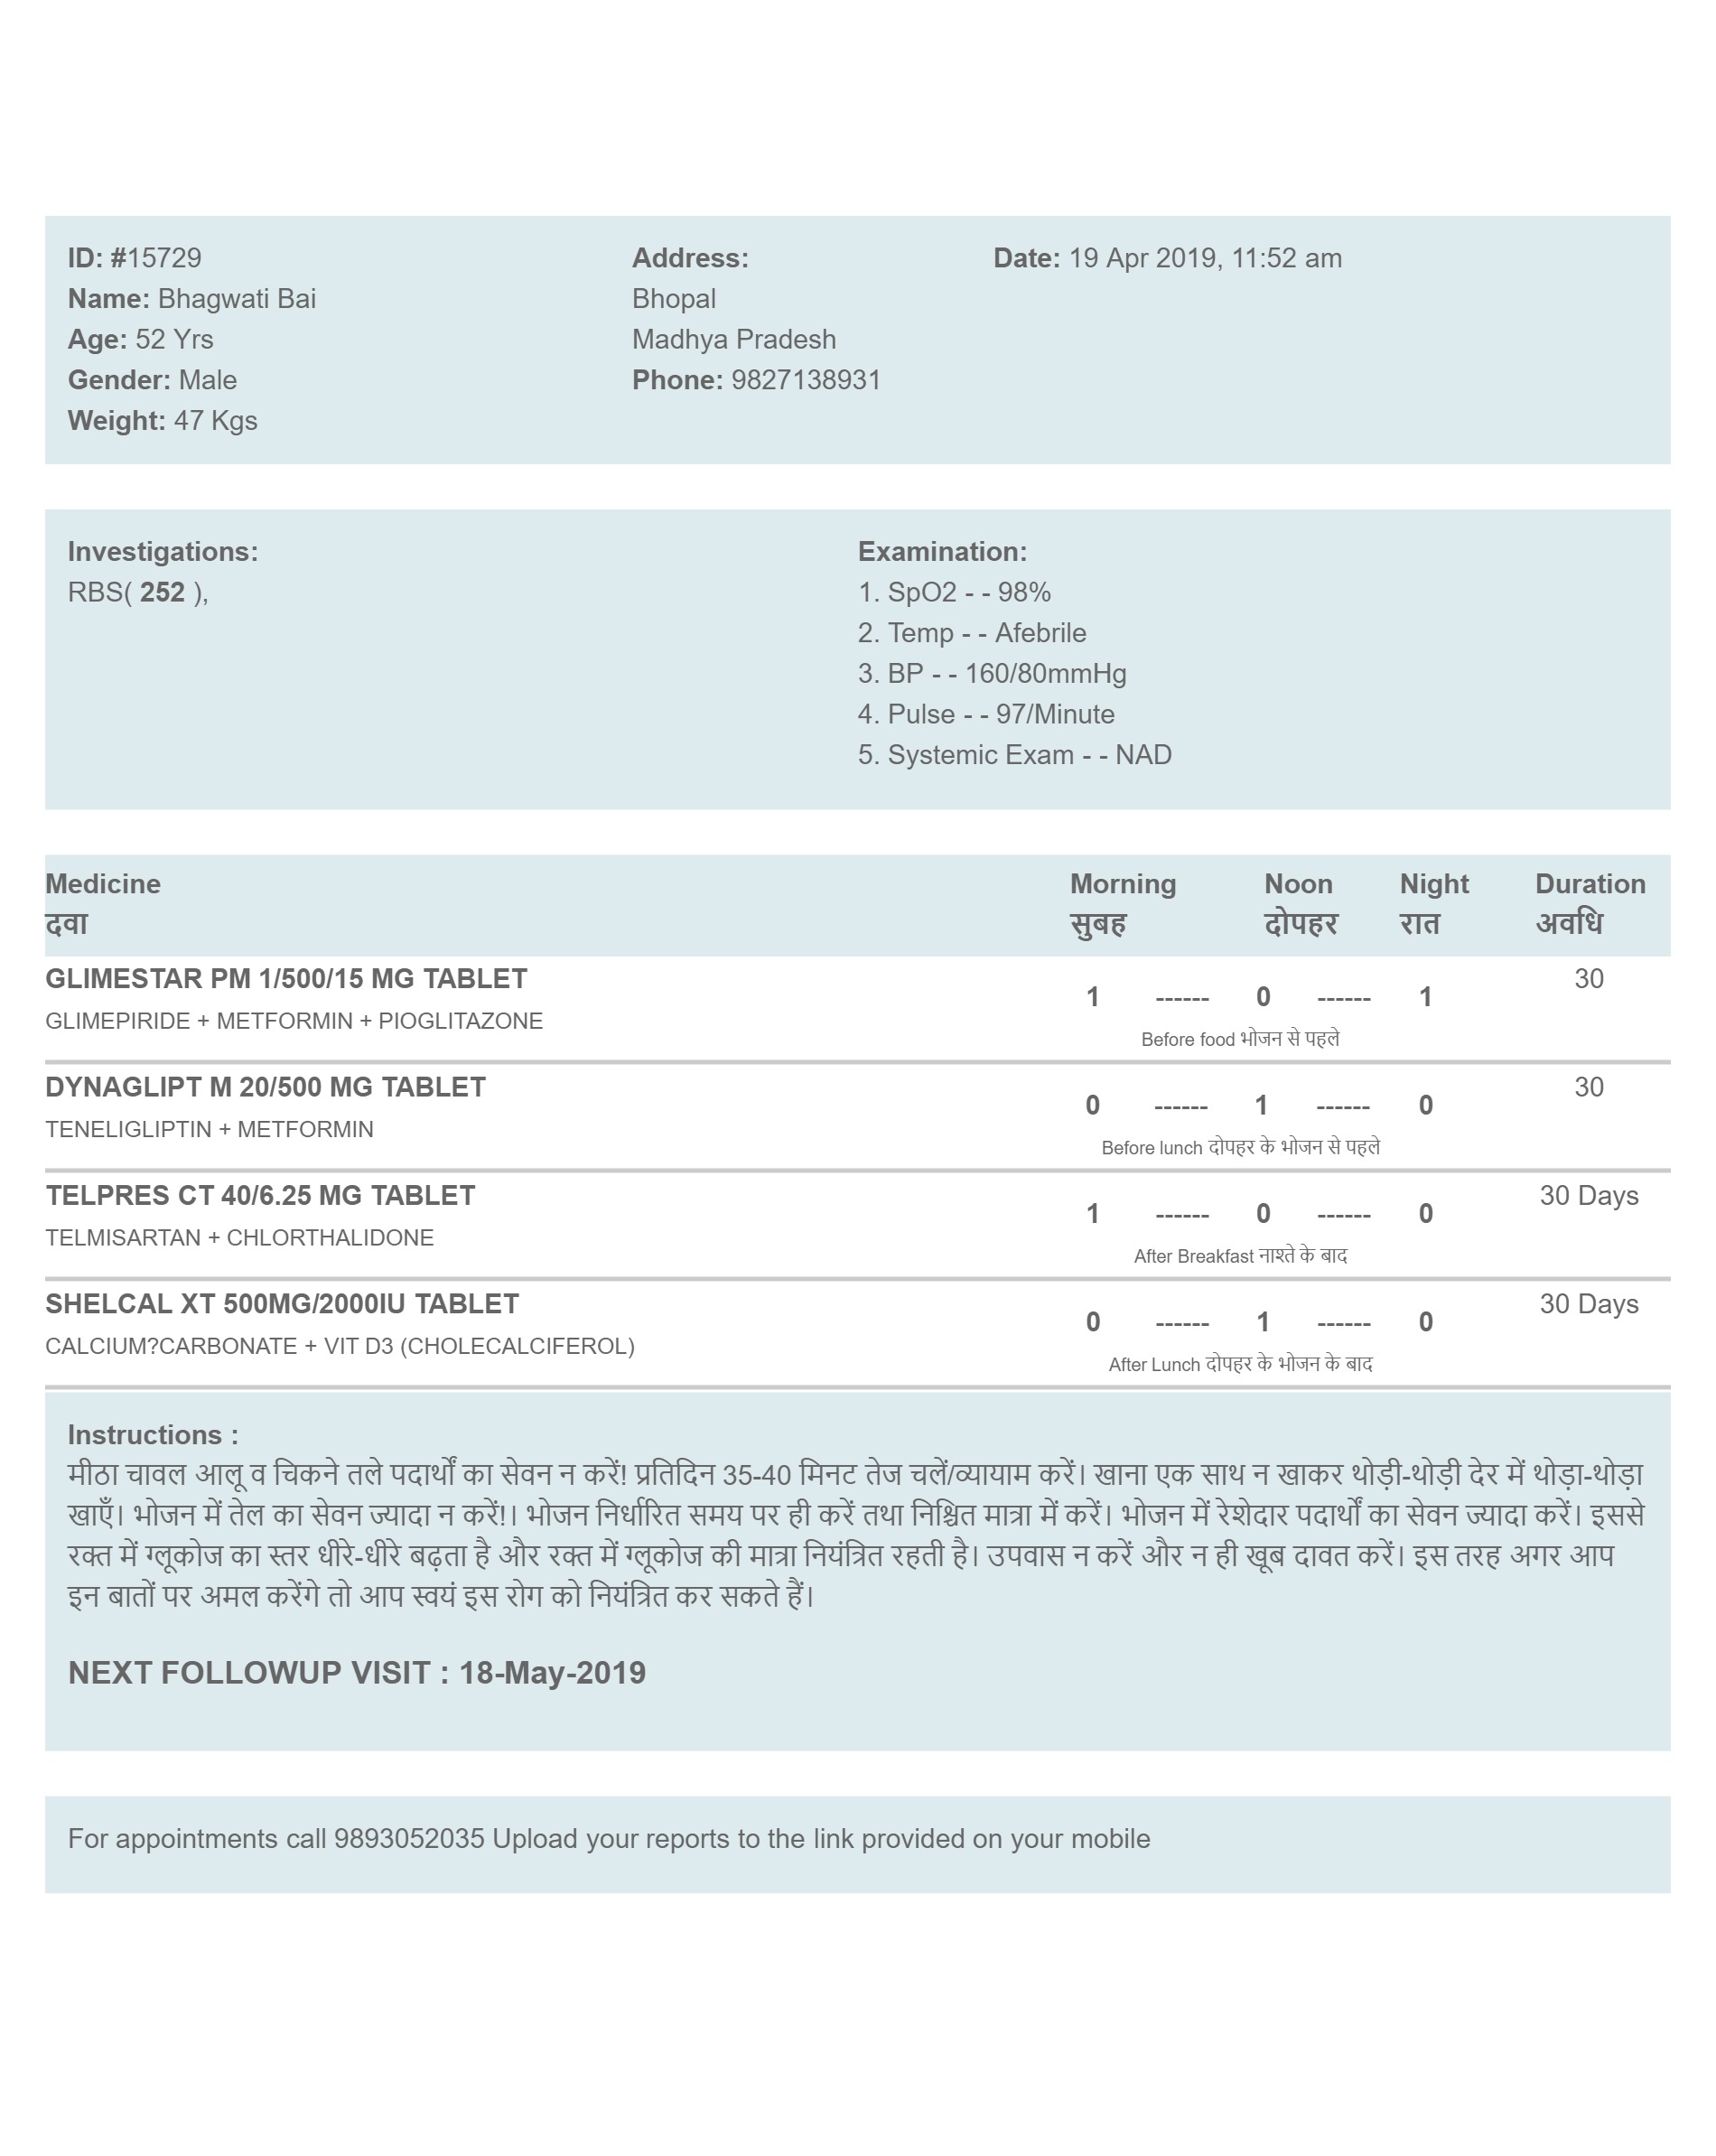 ID: #15729
Name: Bhagwati Bai
Age: 52 Yrs
Gender: Male
Weight: 47 Kgs
Address:
Bhopal
Madhya Pradesh
Phone: 9827138931
Date: 19 Apr 2019, 11:52 am
Investigations:
RBS( 252 ),
Examination:
1. SpO2 - - 98%
2. Temp - - Afebrile
3. BP - - 160/80mmHg
4. Pulse - - 97/Minute
5. Systemic Exam - - NAD
Medicine Morning Noon Night Duration
दवा सुबह दोपहर रात अवधि
GLIMESTAR PM 1/500/15 MG TABLET 1 ------ 0 ------ 1 30
GLIMEPIRIDE + METFORMIN + PIOGLITAZONE
Before food भोजन से पहले
DYNAGLIPT M 20/500 MG TABLET 0 ------ 1 ------ 0 30
TENELIGLIPTIN + METFORMIN
Before lunch दोपहर के भोजन से पहले
TELPRES CT 40/6.25 MG TABLET 1 ------ 0 ------ 0 30 Days
TELMISARTAN + CHLORTHALIDONE
After Breakfast नाश्ते के बाद
SHELCAL XT 500MG/2000IU TABLET 0 ------ 1 ------ 0 30 Days
CALCIUM?CARBONATE + VIT D3 (CHOLECALCIFEROL)
After Lunch दोपहर के भोजन के बाद
Instructions :
मीठा चावल आलू व चिकने तले पदार्थों का सेवन न करें! प्रतिदिन 35-40 मिनट तेज चलें/व्यायाम करें। खाना एक साथ न खाकर थोड़ी-थोड़ी देर में थोड़ा-थोड़ा
खाएँ। भोजन में तेल का सेवन ज्यादा न करें!। भोजन निर्धारित समय पर ही करें तथा निश्चित मात्रा में करें। भोजन में रेशेदार पदार्थों का सेवन ज्यादा करें। इससे
रक्त में ग्लूकोज का स्तर धीरे-धीरे बढ़ता है और रक्त में ग्लूकोज की मात्रा नियंत्रित रहती है। उपवास न करें और न ही खूब दावत करें। इस तरह अगर आप
इन बातों पर अमल करेंगे तो आप स्वयं इस रोग को नियंत्रित कर सकते हैं।
NEXT FOLLOWUP VISIT : 18-May-2019
For appointments call 9893052035 Upload your reports to the link provided on your mobile